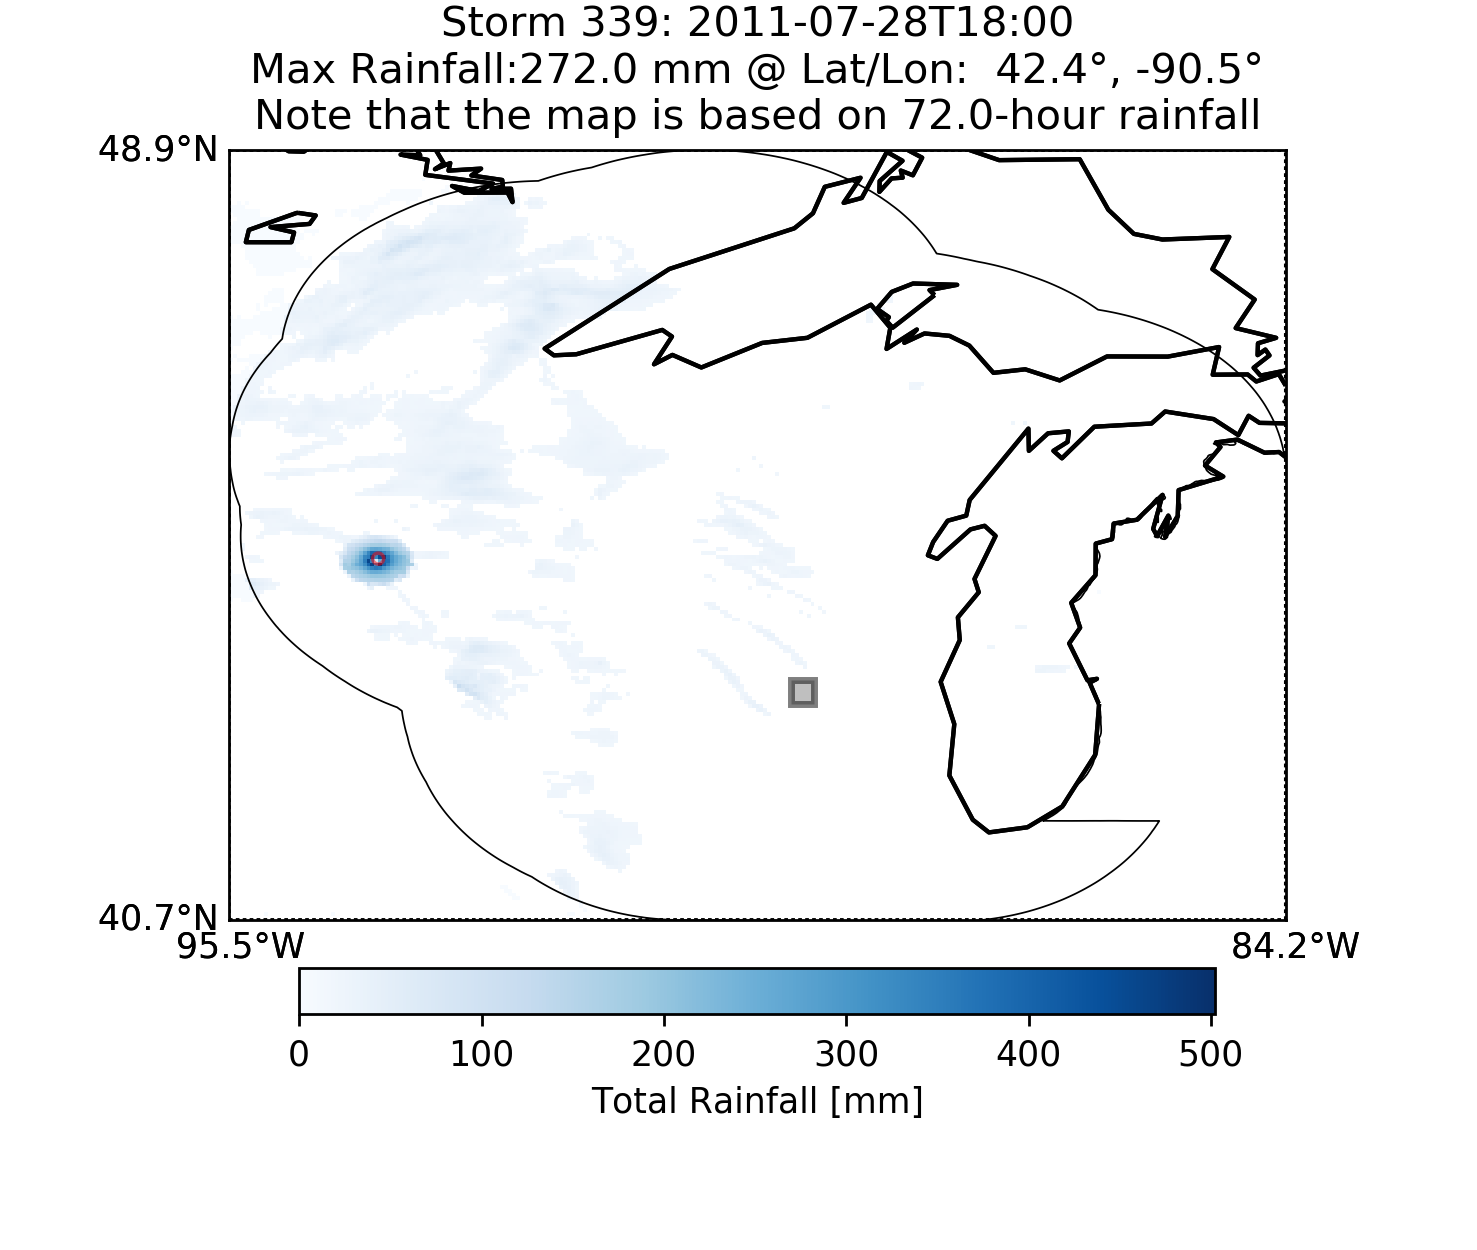 Storm 339: 2011-07-28T18:00
Max Rainfall:272.0 mm @ Lat/Lon:  42.4°, -90.5°
Note that the map is based on 72.0-hour rainfall
48.9°N
40.7°N
95.5°W 84.2°W
0 100 200 300 400 500
Total Rainfall [mm]